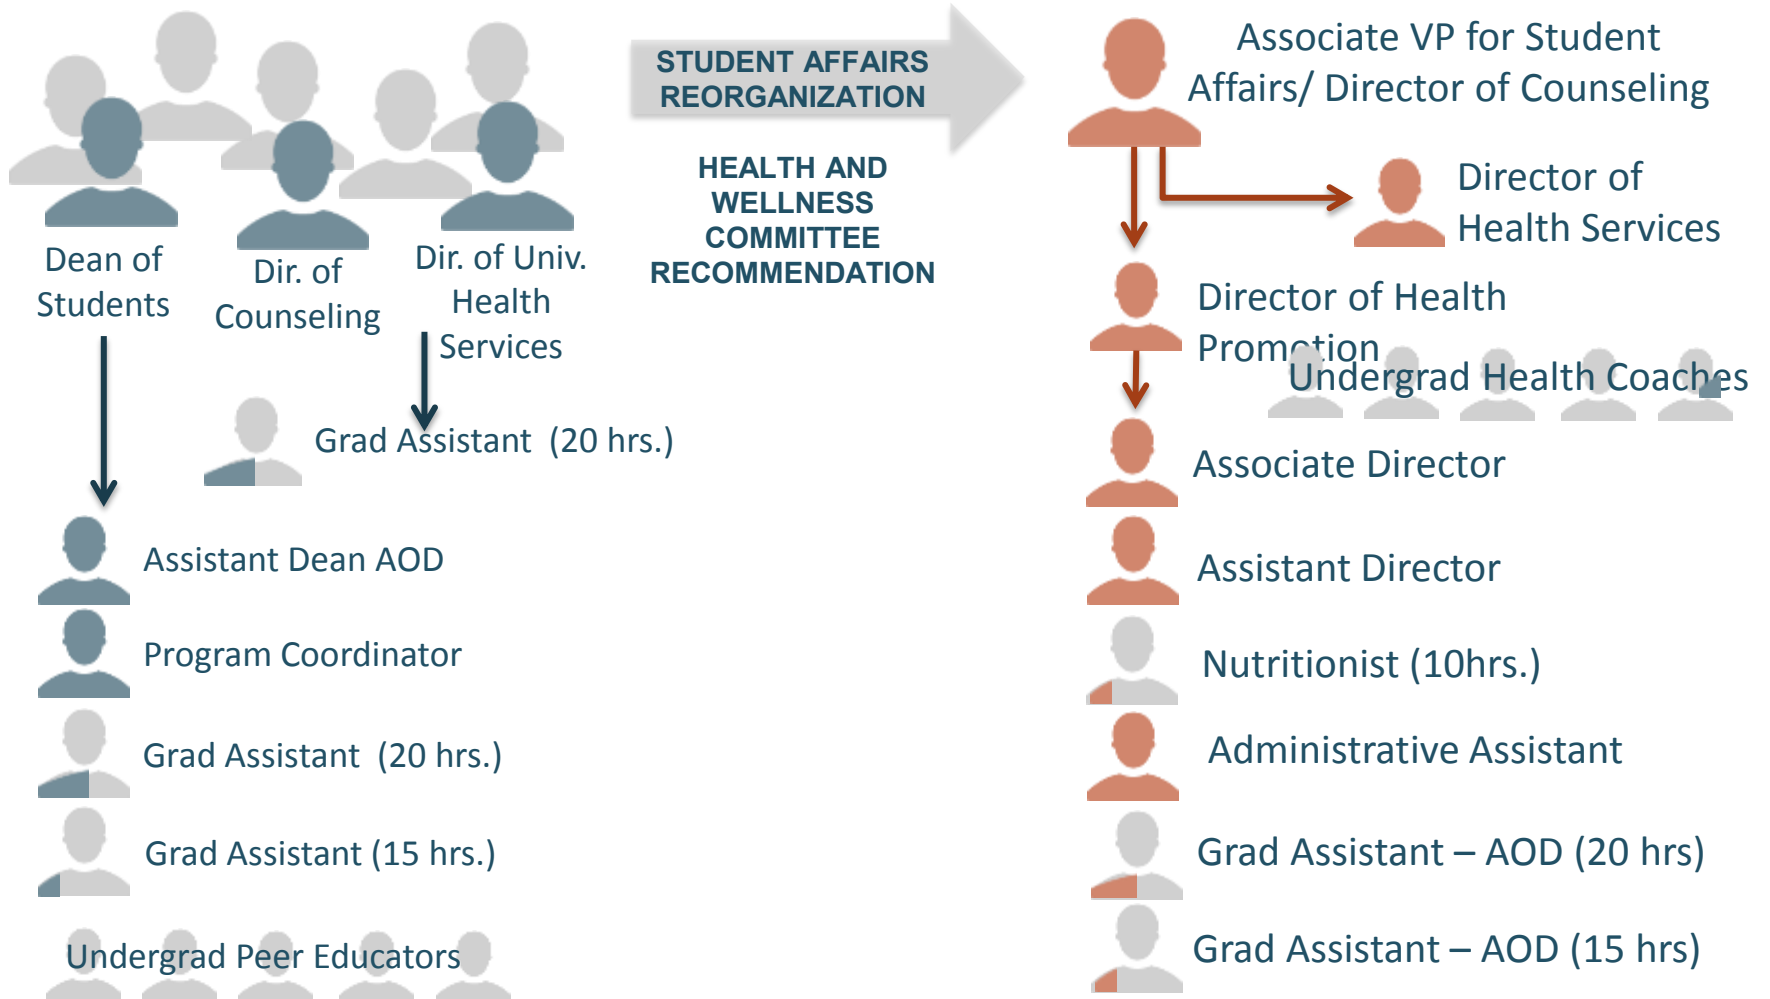 Dean of
Students
Dir. of
Counseling
Dir. of Univ.
Health
Services
Grad Assistant  (20 hrs.)
Assistant Dean AOD
Program Coordinator
Grad Assistant  (20 hrs.)
Grad Assistant (15 hrs.)
Undergrad Peer Educators
STUDENT AFFAIRS
REORGANIZATION
HEALTH AND
WELLNESS
COMMITTEE
RECOMMENDATION
Associate VP for Student
Affairs/ Director of Counseling
Director of
Health Services
Director of Health
Promotion
Undergrad Health Coaches
Associate Director
Assistant Director
Nutritionist (10hrs.)
Administrative Assistant
Grad Assistant – AOD (20 hrs)
Grad Assistant – AOD (15 hrs)